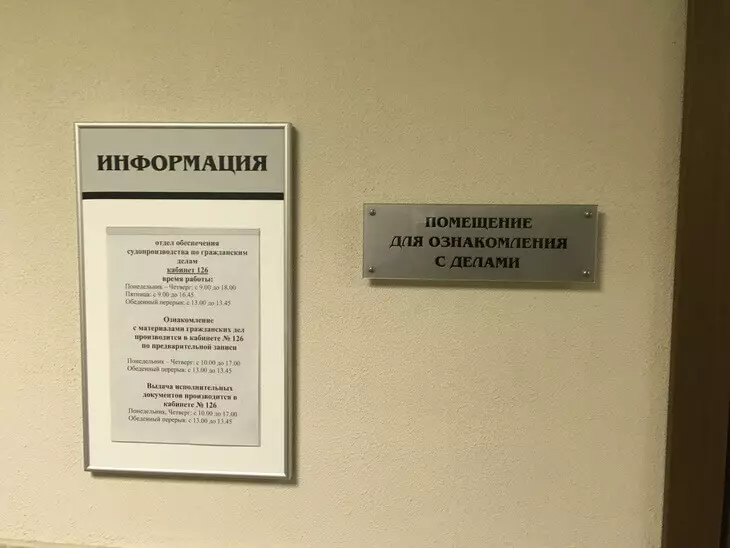 ИНФОРМАЦИЯ
отдел обеспечения
судопроизводства по гражданским
делам
кабинет 126
время работы:
Понедельник – Четверг: с 9.00 до 18.00
Пятница: с 9.00 до 16.45
Обеденный перерыв: с 13.00 до 13.45
Ознакомление
с материалами гражданских дел
производится в кабинете № 126
по предварительной записи
Понедельник – Четверг: с 10.00 до 17.00
Обеденный перерыв: с 13.00 до 13.45
Выдача исполнительных
документов производится в
кабинете № 126
Понедельник, Четверг: с 10.00 до 17.00
Обеденный перерыв: с 13.00 до 13.45
ПОМЕЩЕНИЕ
ДЛЯ ОЗНАКОМЛЕНИЯ
С ДЕЛАМИ